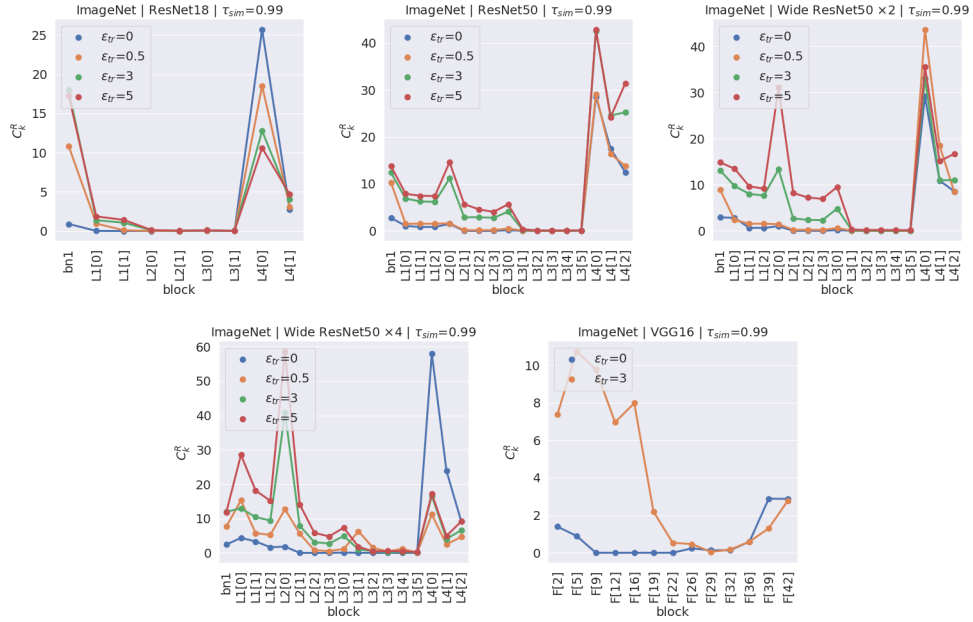 ImageNet | ResNet18 | τsim=0.99
25
20
15
10
5
0
C_k^R
εtr=0
εtr=0.5
εtr=3
εtr=5
bn1
L1[0]
L1[1]
L2[0]
L2[1]
L3[0]
L3[1]
L4[0]
L4[1]
block
ImageNet | ResNet50 | τsim=0.99
40
30
20
10
0
C_k^R
εtr=0
εtr=0.5
εtr=3
εtr=5
bn1
L1[0]
L1[1]
L1[2]
L2[0]
L2[1]
L2[2]
L2[3]
L3[0]
L3[1]
L3[2]
L3[3]
L3[4]
L3[5]
L4[0]
L4[1]
L4[2]
block
ImageNet | Wide ResNet50 ×2 | τsim=0.99
40
30
20
10
0
C_k^R
εtr=0
εtr=0.5
εtr=3
εtr=5
bn1
L1[0]
L1[1]
L1[2]
L2[0]
L2[1]
L2[2]
L2[3]
L3[0]
L3[1]
L3[2]
L3[3]
L3[4]
L3[5]
L4[0]
L4[1]
L4[2]
block
ImageNet | Wide ResNet50 ×4 | τsim=0.99
60
50
40
30
20
10
0
C_k^R
εtr=0
εtr=0.5
εtr=3
εtr=5
bn1
L1[0]
L1[1]
L1[2]
L2[0]
L2[1]
L2[2]
L2[3]
L3[0]
L3[1]
L3[2]
L3[3]
L3[4]
L3[5]
L4[0]
L4[1]
L4[2]
block
ImageNet | VGG16 | τsim=0.99
10
8
6
4
2
0
C_k^R
εtr=0
εtr=3
F[2]
F[5]
F[9]
F[12]
F[16]
F[19]
F[22]
F[26]
F[29]
F[32]
F[36]
F[39]
F[42]
block